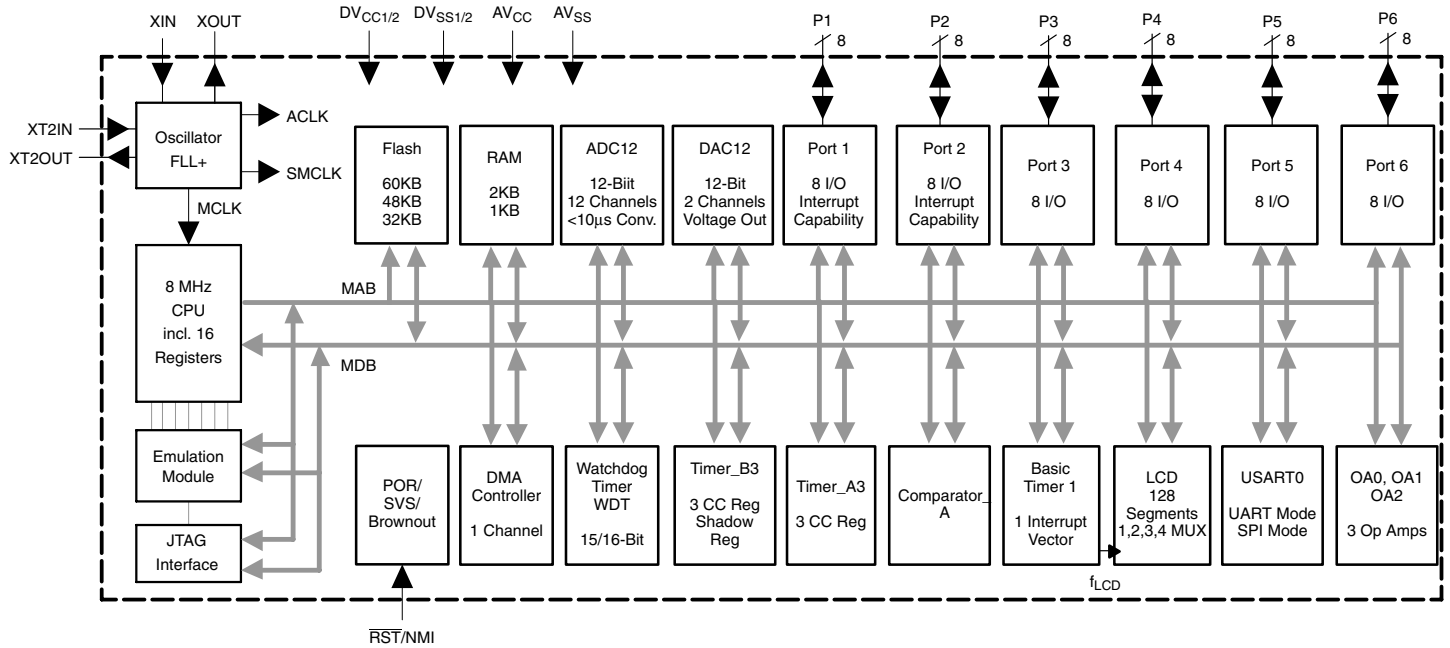 XIN XOUT DVCC1/2 DVSS1/2 AVCC AVSS P1 P2 P3 P4 P5 P6
8 8 8 8 8 8
XT2IN
XT2OUT
Oscillator
FLL+
ACLK
SMCLK
MCLK
8 MHz
CPU
incl. 16
Registers
Emulation
Module
JTAG
Interface
MAB
MDB
Flash
60KB
48KB
32KB
RAM
2KB
1KB
ADC12
12-Biit
12 Channels
<10μs Conv.
DAC12
12-Bit
2 Channels
Voltage Out
Port 1
8 I/O
Interrupt
Capability
Port 2
8 I/O
Interrupt
Capability
Port 3
8 I/O
Port 4
8 I/O
Port 5
8 I/O
Port 6
8 I/O
POR/
SVS/
Brownout
DMA
Controller
1 Channel
Watchdog
Timer
WDT
15/16-Bit
Timer_B3
3 CC Reg
Shadow
Reg
Timer_A3
3 CC Reg
Comparator_
A
Basic
Timer 1
1 Interrupt
Vector
fLCD
LCD
128
Segments
1,2,3,4 MUX
USART0
UART Mode
SPI Mode
OA0, OA1
OA2
3 Op Amps
RST/NMI